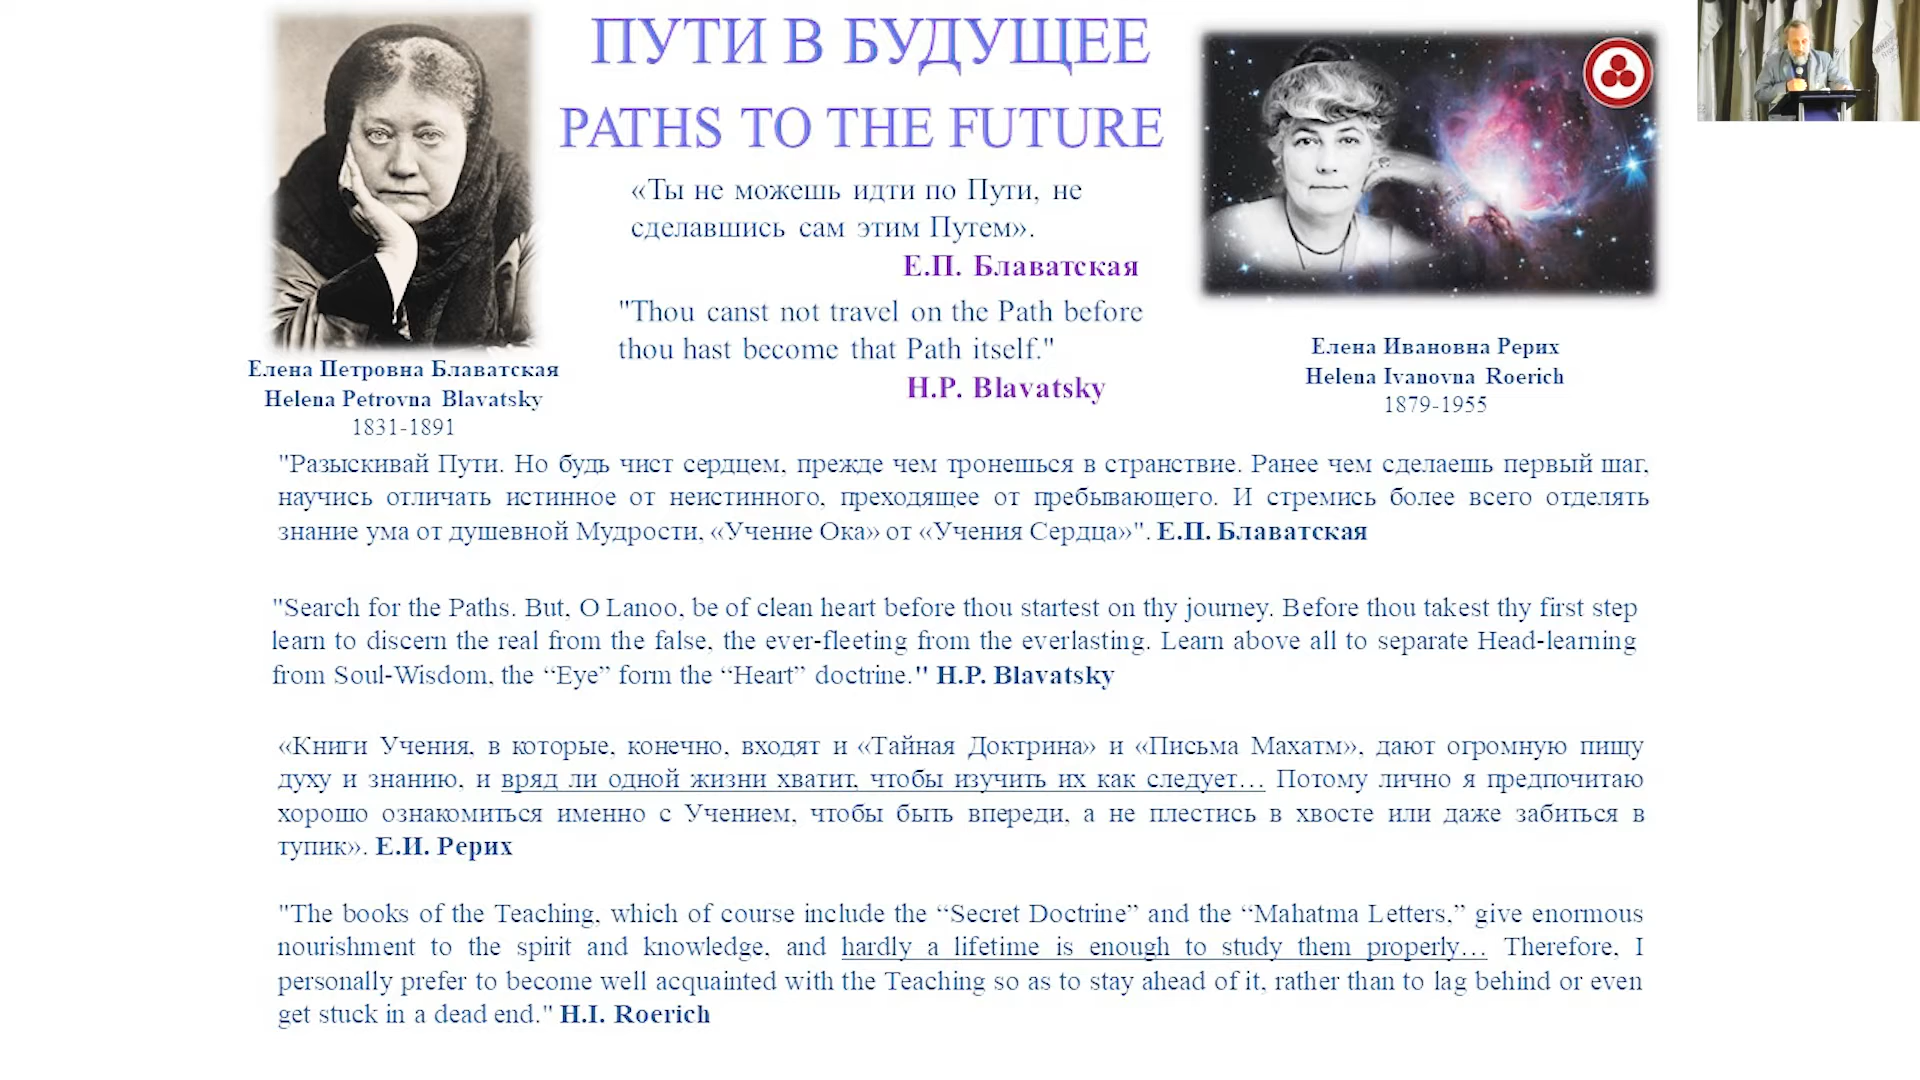 ПУТИ В БУДУЩЕЕ
PATHS TO THE FUTURE
«Ты не можешь идти по Пути, не
сделавшись сам этим Путем».
Е.П. Блаватская
"Thou canst not travel on the Path before
thou hast become that Path itself."
H.P. Blavatsky
Елена Петровна Блаватская
Helena Petrovna Blavatsky
1831-1891
Елена Ивановна Рерих
Helena Ivanovna Roerich
1879-1955
"Разыскивай Пути. Но будь чист сердцем, прежде чем тронешься в странствие. Ранее чем сделаешь первый шаг,
научись отличать истинное от неистинного, преходящее от пребывающего. И стремись более всего отделять
знание ума от душевной Мудрости, «Учение Ока» от «Учения Сердца»". Е.П. Блаватская
"Search for the Paths. But, O Lanoo, be of clean heart before thou startest on thy journey. Before thou takest thy first step
learn to discern the real from the false, the ever-fleeting from the everlasting. Learn above all to separate Head-learning
from Soul-Wisdom, the “Eye” form the “Heart” doctrine." H.P. Blavatsky
«Книги Учения, в которые, конечно, входят и «Тайная Доктрина» и «Письма Махатм», дают огромную пищу
духу и знанию, и вряд ли одной жизни хватит, чтобы изучить их как следует… Потому лично я предпочитаю
хорошо ознакомиться именно с Учением, чтобы быть впереди, а не плестись в хвосте или даже забиться в
тупик». Е.И. Рерих
"The books of the Teaching, which of course include the “Secret Doctrine” and the “Mahatma Letters,” give enormous
nourishment to the spirit and knowledge, and hardly a lifetime is enough to study them properly… Therefore, I
personally prefer to become well acquainted with the Teaching so as to stay ahead of it, rather than to lag behind or even
get stuck in a dead end." H.I. Roerich